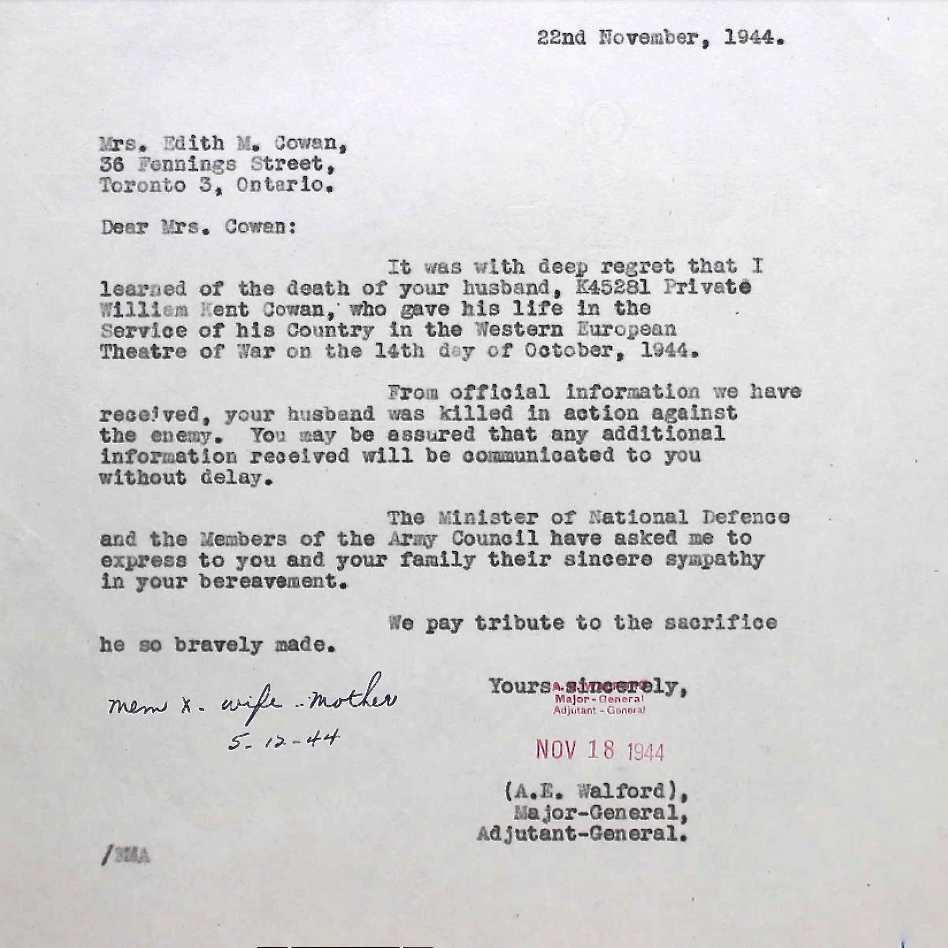 22nd November, 1944.
Mrs. Edith M. Cowan,
36 Fennings Street,
Toronto 3, Ontario.
Dear Mrs. Cowan:
It was with deep regret that I
learned of the death of your husband, K45281 Private
William Kent Cowan, who gave his life in the
Service of his Country in the Western European
Theatre of War on the 14th day of October, 1944.
From official information we have
received, your husband was killed in action against
the enemy. You may be assured that any additional
information received will be communicated to you
without delay.
The Minister of National Defence
and the Members of the Army Council have asked me to
express to you and your family their sincere sympathy
in your bereavement.
We pay tribute to the sacrifice
he so bravely made.
Yours sincerely,
Major-General
Adjutant-General
mem X. wife..mother
5-12-44
NOV 18 1944
(A.E. Walford),
Major-General,
Adjutant-General.